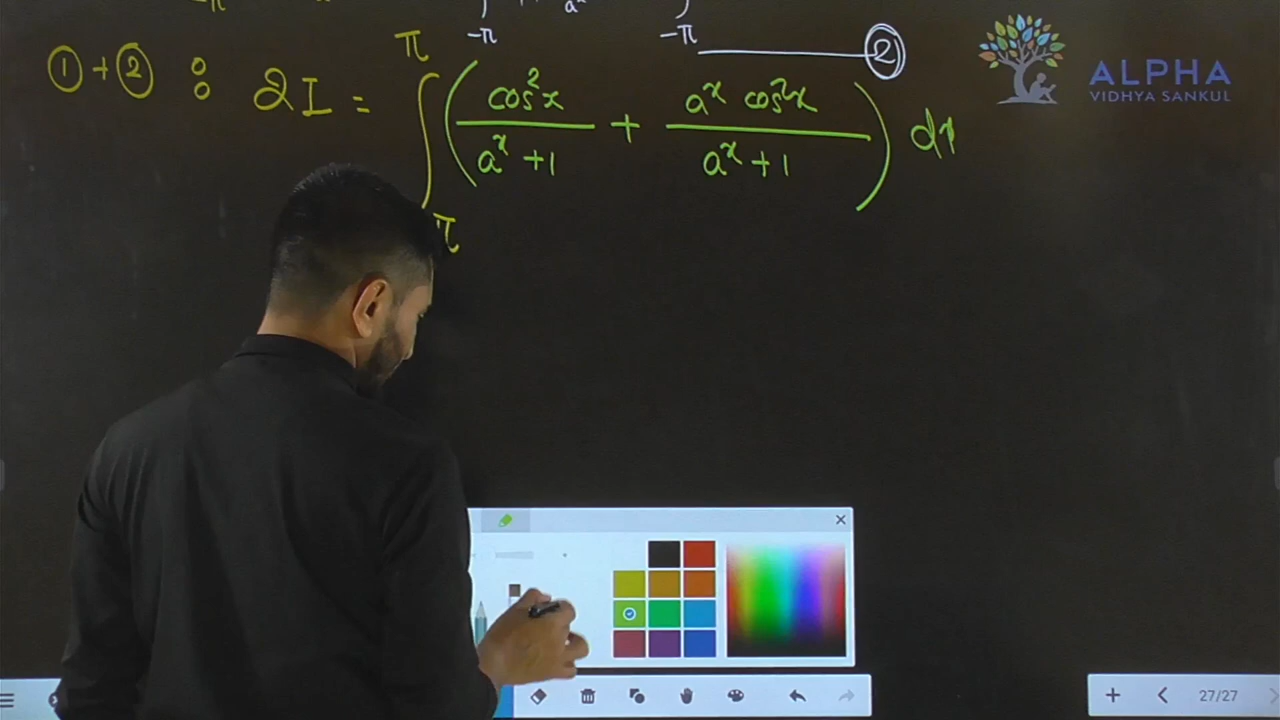 -π a -π
-π ②
① + ② : 2I = ∫ ( cos²x / (aˣ + 1) + aˣ cos²x / (aˣ + 1) ) dx
π
π
ALPHA
VIDHYA SANKUL
27/27